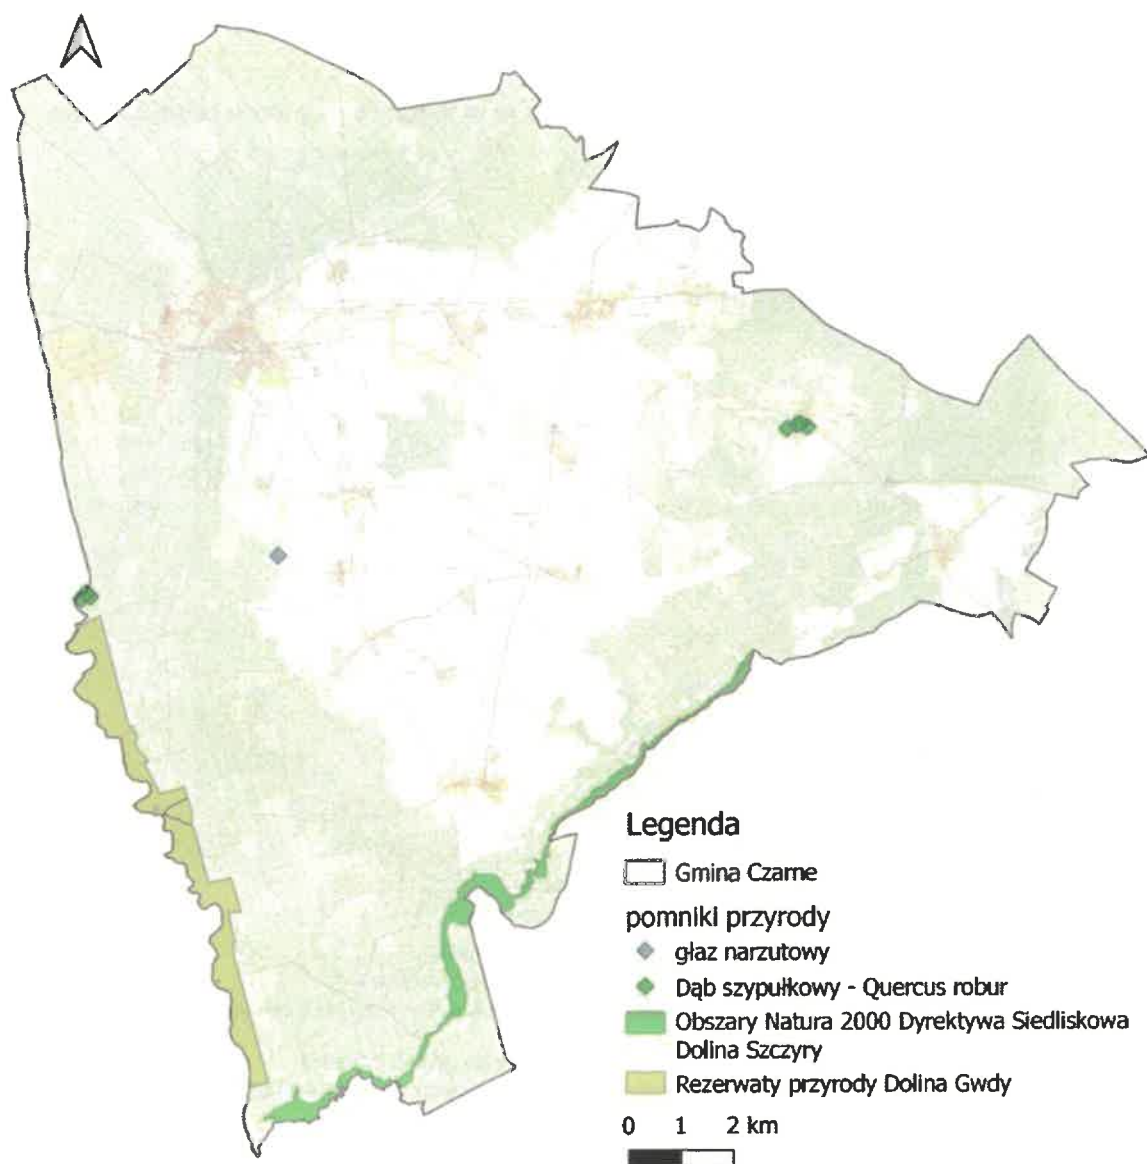 Legenda
Gmina Czarne
pomniki przyrody
głaz narzutowy
Dąb szypułkowy - Quercus robur
Obszary Natura 2000 Dyrektywa Siedliskowa
Dolina Szczyry
Rezerwaty przyrody Dolina Gwdy
0 1 2 km